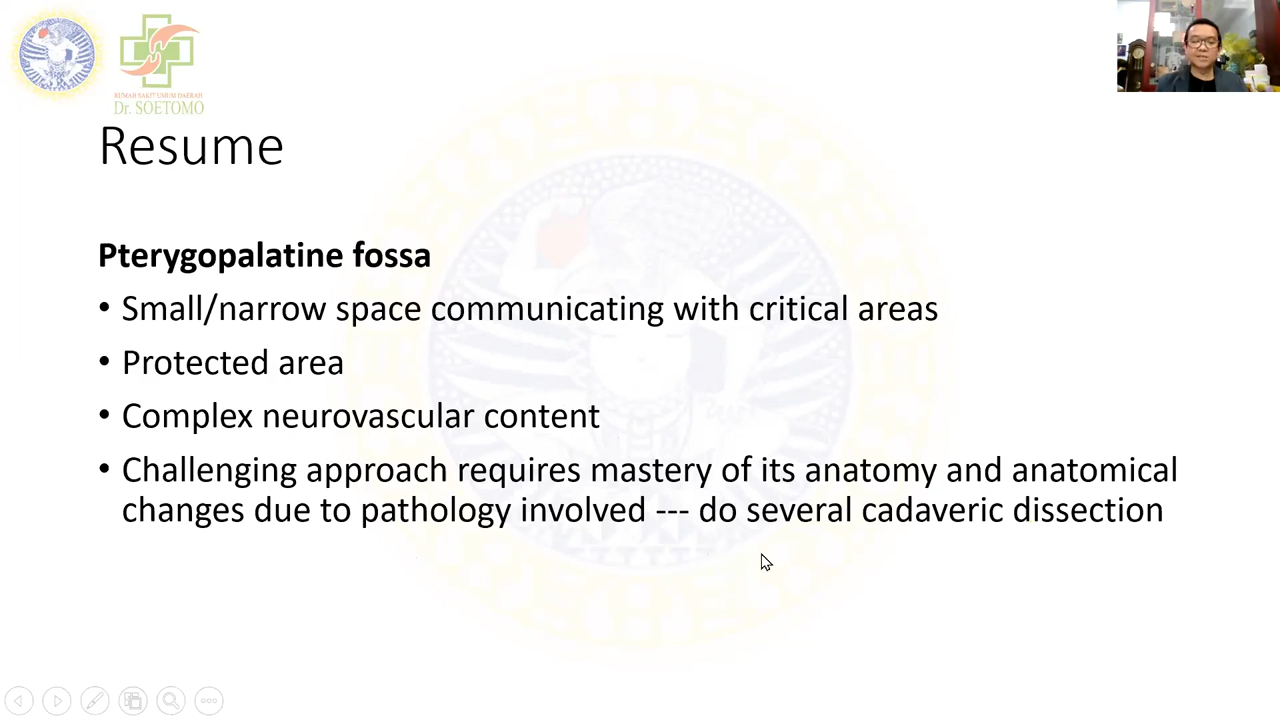 RUMAH SAKIT UMUM DAERAH
Dr. SOETOMO
Resume
Pterygopalatine fossa
• Small/narrow space communicating with critical areas
• Protected area
• Complex neurovascular content
• Challenging approach requires mastery of its anatomy and anatomical
changes due to pathology involved --- do several cadaveric dissection